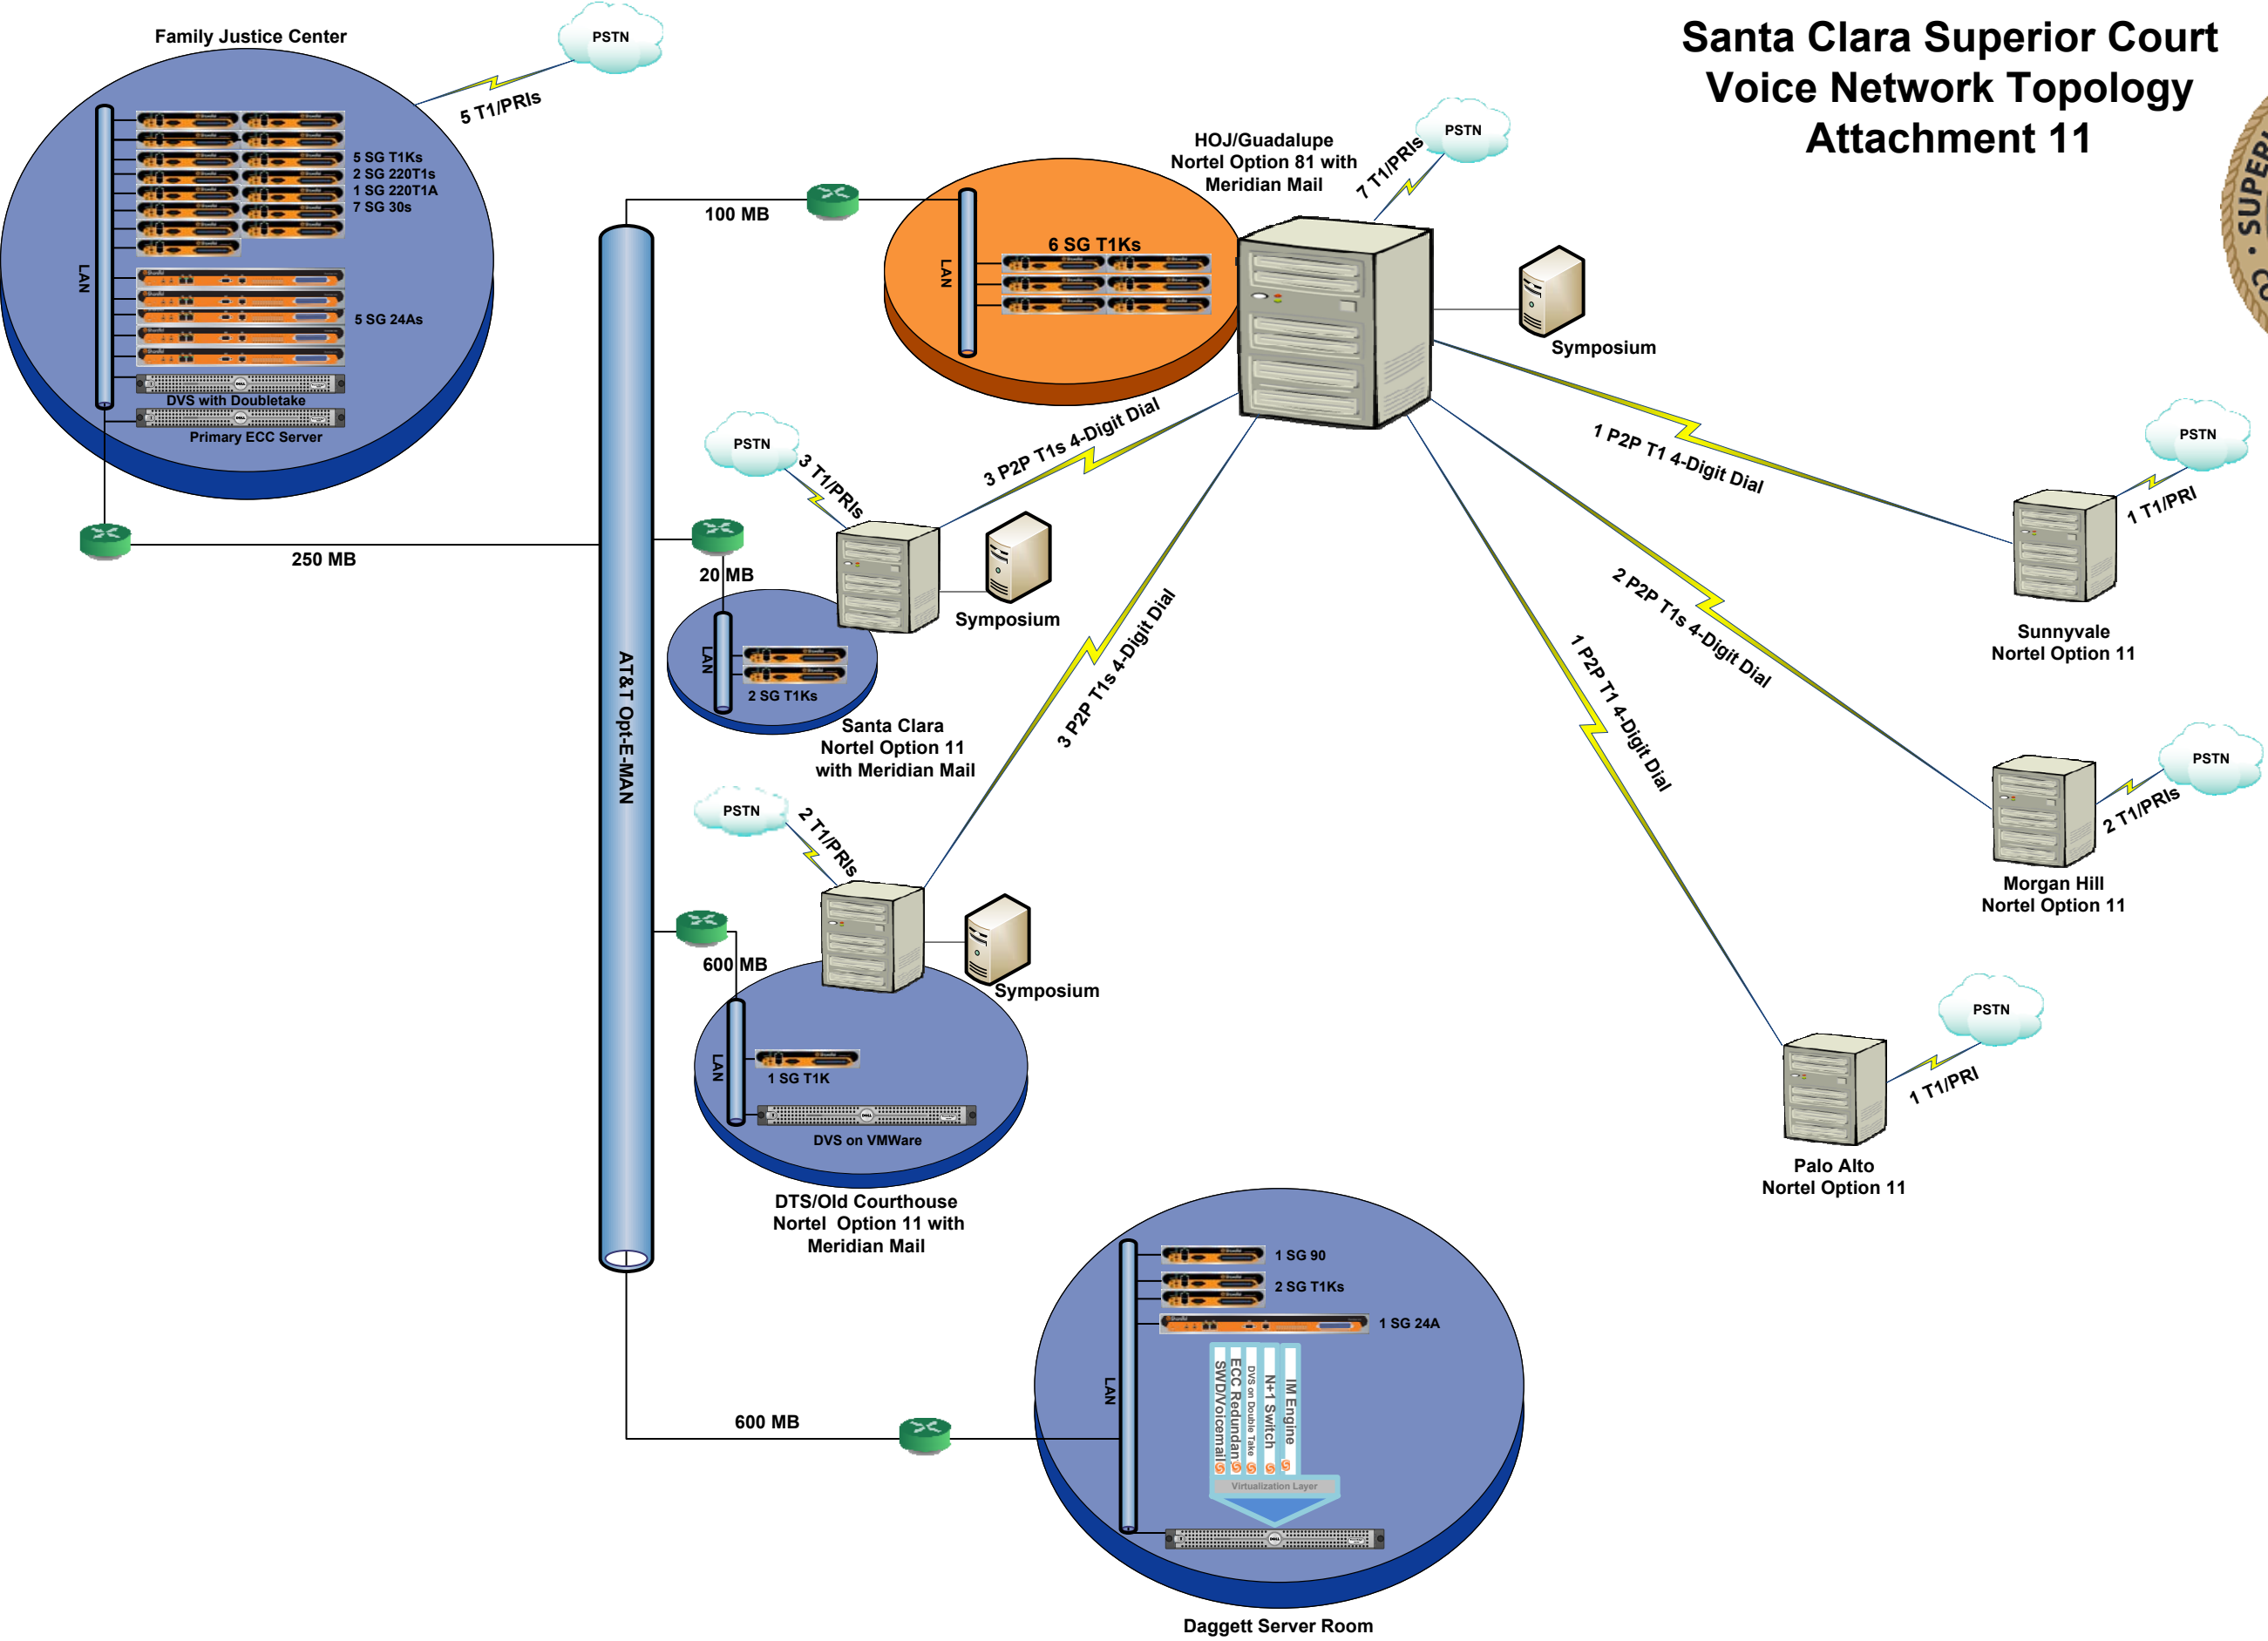 Santa Clara Superior Court
Voice Network Topology
Attachment 11
SUPER
CO
Family Justice Center
PSTN
5 T1/PRIs
5 SG T1Ks
2 SG 220T1s
1 SG 220T1A
7 SG 30s
LAN
5 SG 24As
DVS with Doubletake
Primary ECC Server
250 MB
AT&T Opt-E-MAN
100 MB
HOJ/Guadalupe
Nortel Option 81 with
Meridian Mail
6 SG T1Ks
LAN
7 T1/PRIs
PSTN
Symposium
3 P2P T1s 4-Digit Dial
PSTN
3 T1/PRIs
20 MB
Symposium
LAN
2 SG T1Ks
Santa Clara
Nortel Option 11
with Meridian Mail
3 P2P T1s 4-Digit Dial
PSTN
2 T1/PRIs
600 MB
Symposium
LAN
1 SG T1K
DVS on VMWare
DTS/Old Courthouse
Nortel Option 11 with
Meridian Mail
1 P2P T1 4-Digit Dial
PSTN
1 T1/PRI
Sunnyvale
Nortel Option 11
2 P2P T1s 4-Digit Dial
PSTN
2 T1/PRIs
Morgan Hill
Nortel Option 11
1 P2P T1 4-Digit Dial
PSTN
1 T1/PRI
Palo Alto
Nortel Option 11
600 MB
LAN
1 SG 90
2 SG T1Ks
1 SG 24A
SWD/Voicemail
ECC Redundan
DVS on Double Take
N+1 Switch
IM Engine
Virtualization Layer
Daggett Server Room